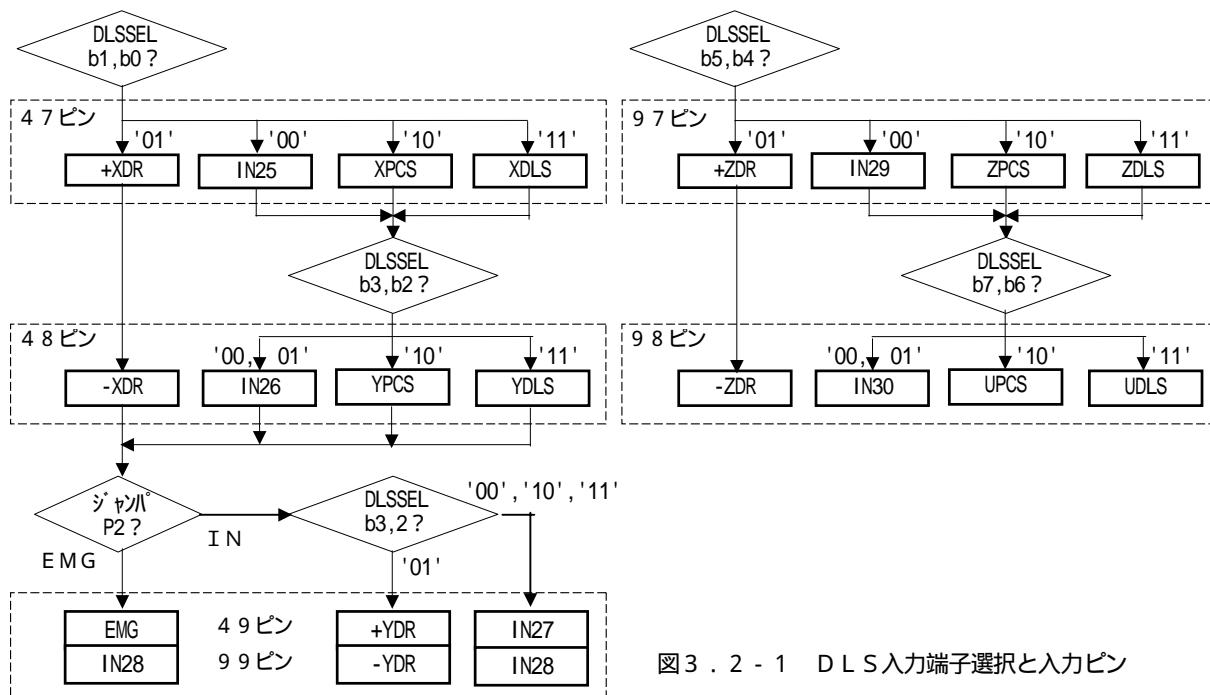 DLSSEL
b1,b0？
４７ピン
'01'
'00'
'10'
'11'
+XDR
IN25
XPCS
XDLS
DLSSEL
b3,b2？
４８ピン
'00, 01'
'10'
'11'
-XDR
IN26
YPCS
YDLS
ｼﾞｬﾝﾊﾟ
P2？
ＩＮ
ＥＭＧ
DLSSEL
b3,2？
'00','10','11'
'01'
EMG
４９ピン
+YDR
IN27
IN28
９９ピン
-YDR
IN28
DLSSEL
b5,b4？
９７ピン
'01'
'00'
'10'
'11'
+ZDR
IN29
ZPCS
ZDLS
DLSSEL
b7,b6？
９８ピン
'00, 01'
'10'
'11'
-ZDR
IN30
UPCS
UDLS
図３．２-１　ＤＬＳ入力端子選択と入力ピン